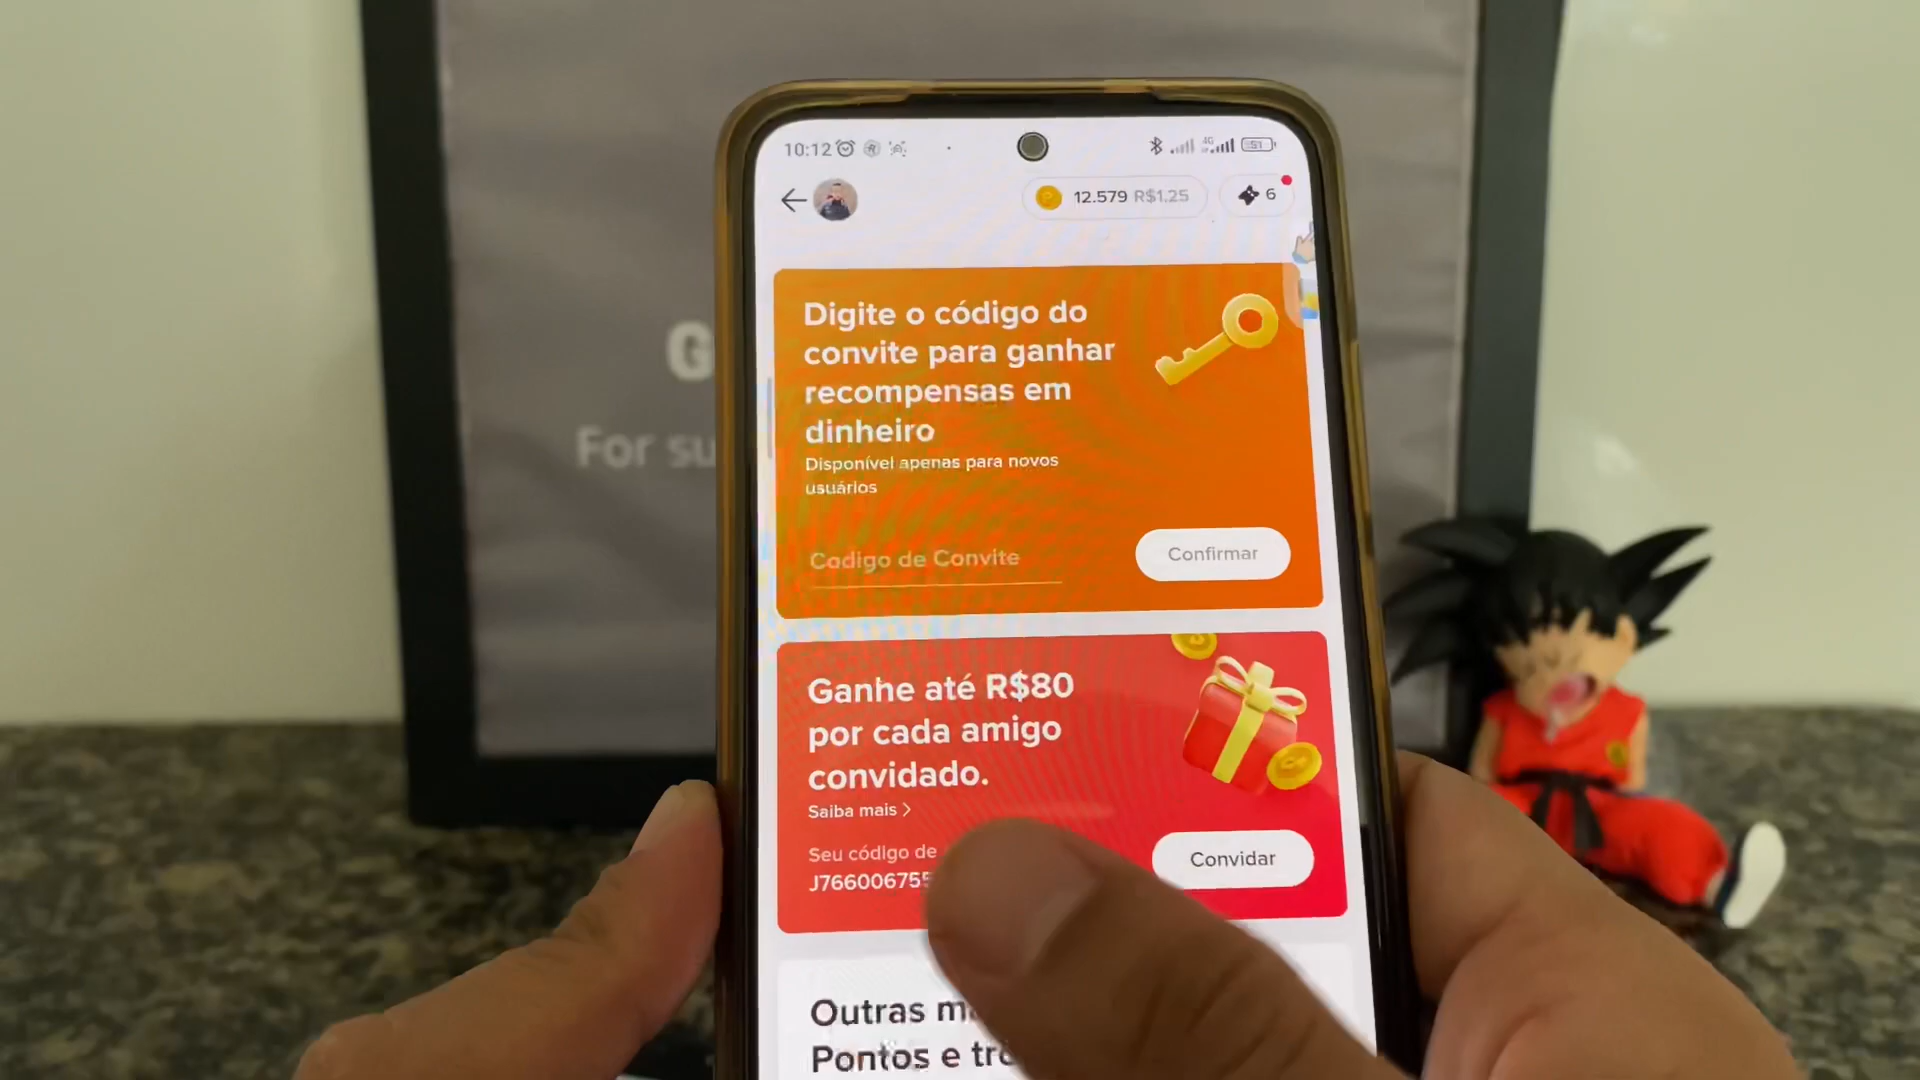 10:12
4G
51
12.579 R$1.25
6
Digite o código do
convite para ganhar
recompensas em
dinheiro
Disponível apenas para novos
usuários
Codigo de Convite
Confirmar
Ganhe até R$80
por cada amigo
convidado.
Saiba mais >
Seu código de
J76600675
Convidar
Outras
Pontos e
G
For su